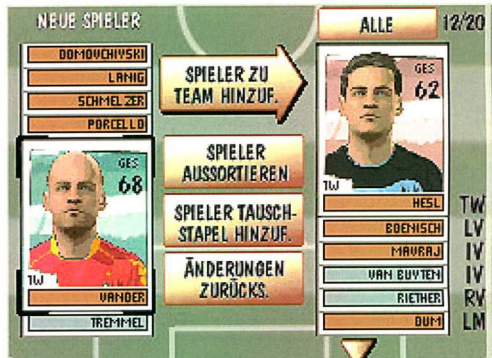 NEUE SPIELER
DOMOVCHIYSKI
LANIG
SCHMELZER
PORCELLO
GES
68
TW
VANDER
TREMMEL
SPIELER ZU
TEAM HINZUF.
SPIELER
AUSSORTIEREN
SPIELER TAUSCH-
STAPEL HINZUF.
ÄNDERUNGEN
ZURÜCKS.
ALLE 12/20
GES
62
TW
HESL TW
BOENISCH LV
MAVRAJ IV
VAN BUYTEN IV
RIETHER RV
BUM LM